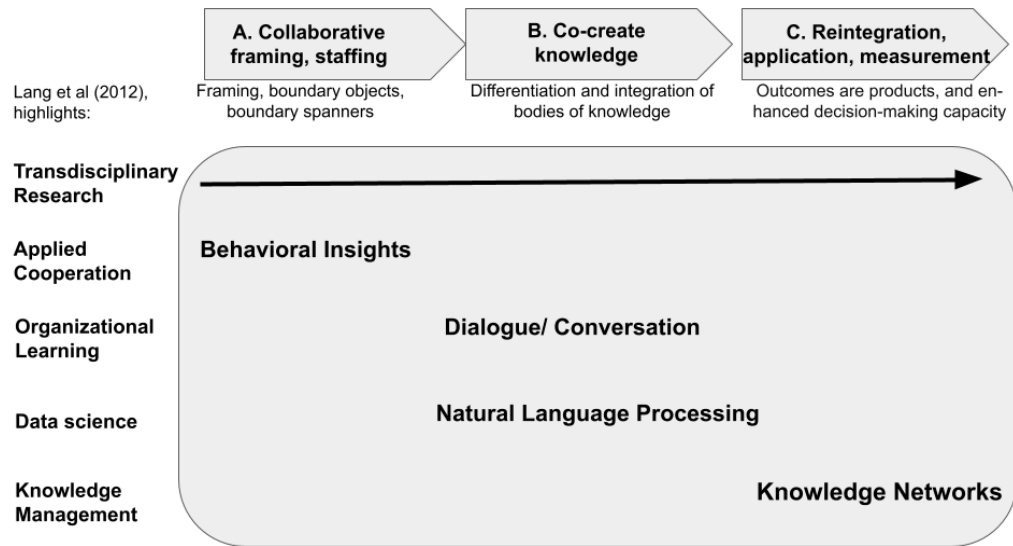 A. Collaborative
framing, staffing
B. Co-create
knowledge
C. Reintegration,
application, measurement
Lang et al (2012),
highlights:
Framing, boundary objects,
boundary spanners
Differentiation and integration of
bodies of knowledge
Outcomes are products, and en-
hanced decision-making capacity
Transdisciplinary
Research
Applied
Cooperation
Behavioral Insights
Organizational
Learning
Dialogue/ Conversation
Data science
Natural Language Processing
Knowledge
Management
Knowledge Networks